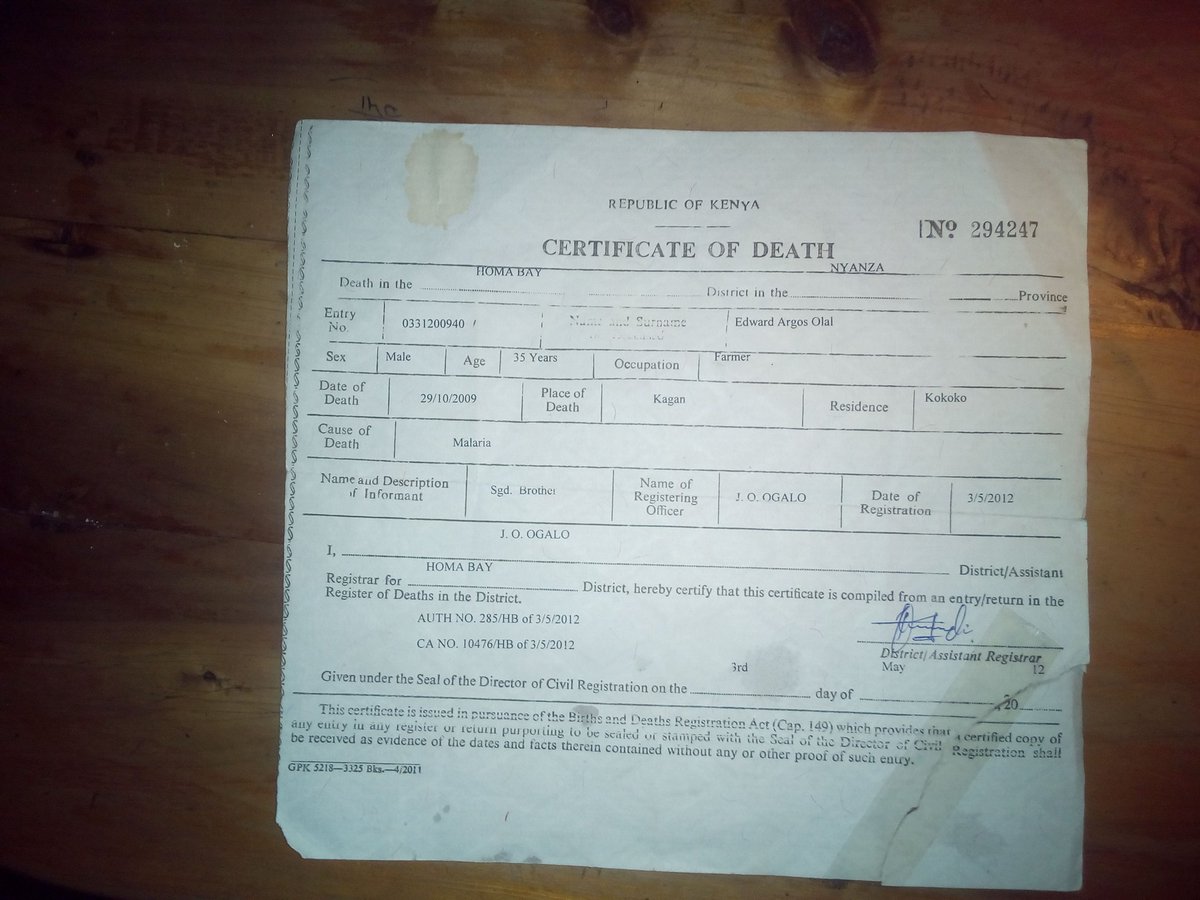 REPUBLIC OF KENYA
Nº 294247
CERTIFICATE OF DEATH
HOMA BAY NYANZA
Death in the District in the Province
Entry No. 0331200940 Name and Surname Edward Argos Olal
Sex Male Age 35 Years Occupation Farmer
Date of Death 29/10/2009 Place of Death Kagan Residence Kokoko
Cause of Death Malaria
Name and Description of Informant Sgd. Brother Name of Registering Officer J. O. OGALO Date of Registration 3/5/2012
J. O. OGALO
I, District/Assistant
HOMA BAY
Registrar for District, hereby certify that this certificate is compiled from an entry/return in the
Register of Deaths in the District.
AUTH NO. 285/HB of 3/5/2012
CA NO. 10476/HB of 3/5/2012
District/Assistant Registrar
3rd May 12
Given under the Seal of the Director of Civil Registration on the day of 20
This certificate is issued in pursuance of the Births and Deaths Registration Act (Cap. 149) which provides that a certified copy of
any entry in any register or return purporting to be sealed or stamped with the Seal of the Director of Civil Registration shall
be received as evidence of the dates and facts therein contained without any or other proof of such entry.
GPK 5218—3325 Bks.—4/2011